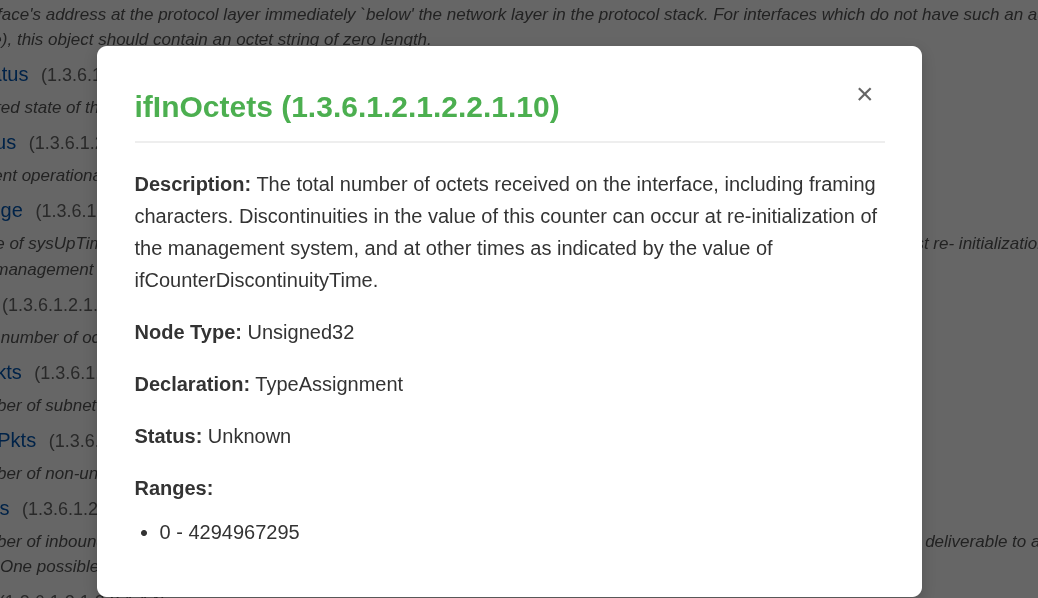 face's address at the protocol layer immediately `below' the network layer in the protocol stack. For interfaces which do not have such an a
), this object should contain an octet string of zero length.
ifInOctets (1.3.6.1.2.1.2.2.1.10) ×
tus (1.3.6.1
ed state of th
us (1.3.6.1.
Description: The total number of octets received on the interface, including framing
ent operationa
ge (1.3.6.1
characters. Discontinuities in the value of this counter can occur at re-initialization of
e of sysUpTim
the management system, and at other times as indicated by the value of
st re- initializatio
management
ifCounterDiscontinuityTime.
(1.3.6.1.2.1.
Node Type: Unsigned32
number of oc
kts (1.3.6.1
Declaration: TypeAssignment
ber of subnet
Pkts (1.3.6.
Status: Unknown
ber of non-un
Ranges:
s (1.3.6.1.2
• 0 - 4294967295
ber of inboun
deliverable to a
One possible